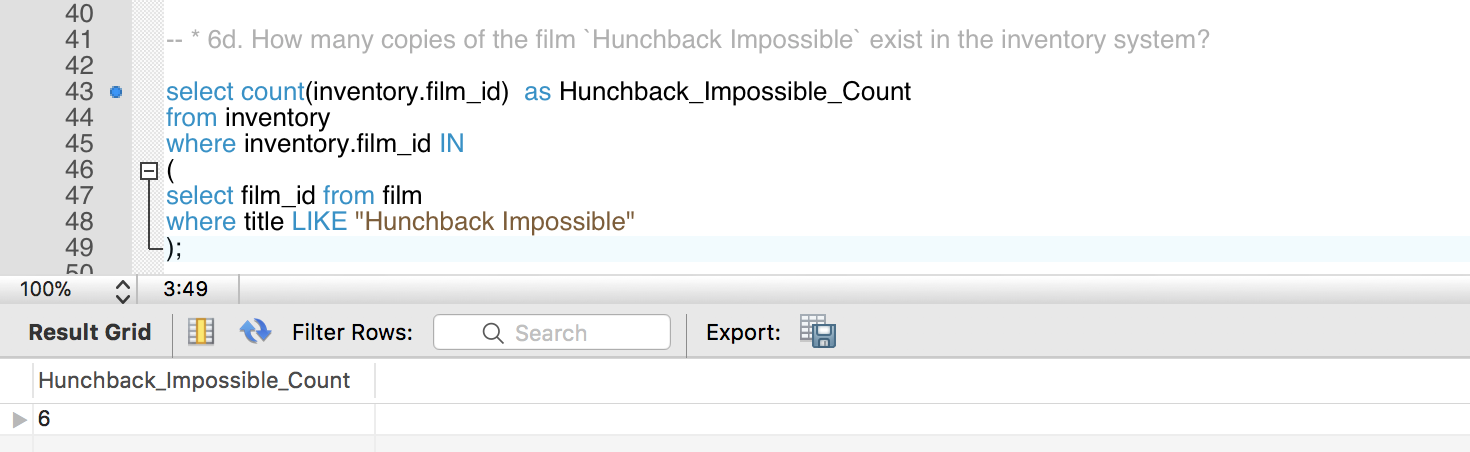 40
41 -- * 6d. How many copies of the film `Hunchback Impossible` exist in the inventory system?
42
43 select count(inventory.film_id)  as Hunchback_Impossible_Count
44 from inventory
45 where inventory.film_id IN
46 (
47 select film_id from film
48 where title LIKE "Hunchback Impossible"
49 );
50
100% 3:49
Result Grid Filter Rows: Search Export:
Hunchback_Impossible_Count
6